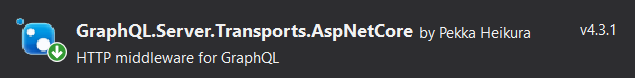 GraphQL.Server.Transports.AspNetCore by Pekka Heikura v4.3.1
HTTP middleware for GraphQL